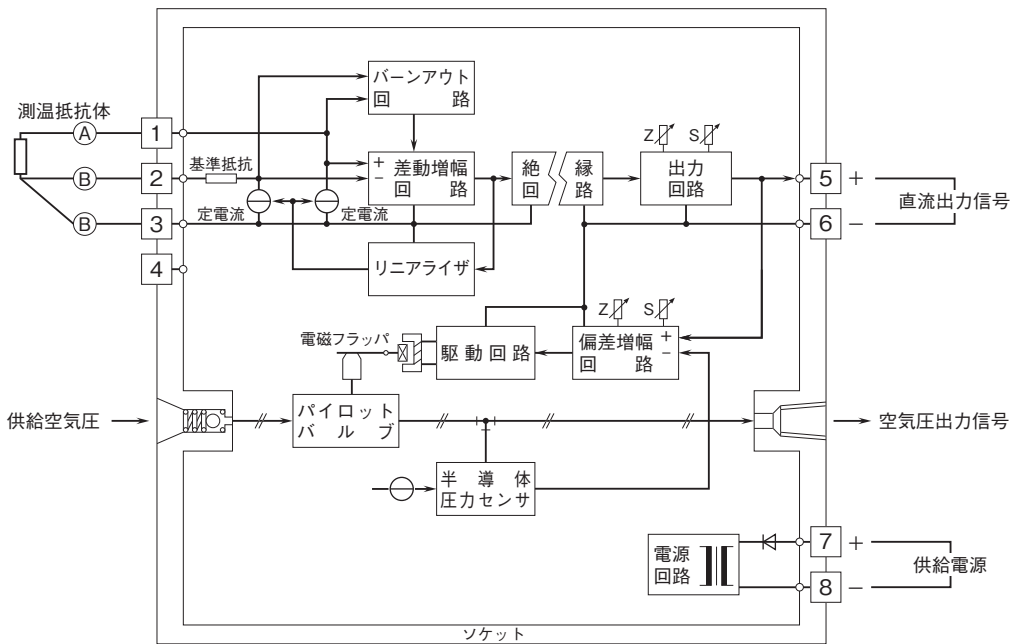 測温抵抗体
A
B
B
1
2
3
4
基準抵抗
定電流
定電流
バーンアウト
回路
+
-
差動増幅
回路
リニアライザ
絶縁
回路
Z
S
出力
回路
5 +
6 −
直流出力信号
電磁フラッパ
駆動回路
Z
S
偏差増幅
回路
+
-
供給空気圧
パイロット
バルブ
空気圧出力信号
半導体
圧力センサ
電源
回路
7 +
8 −
供給電源
ソケット